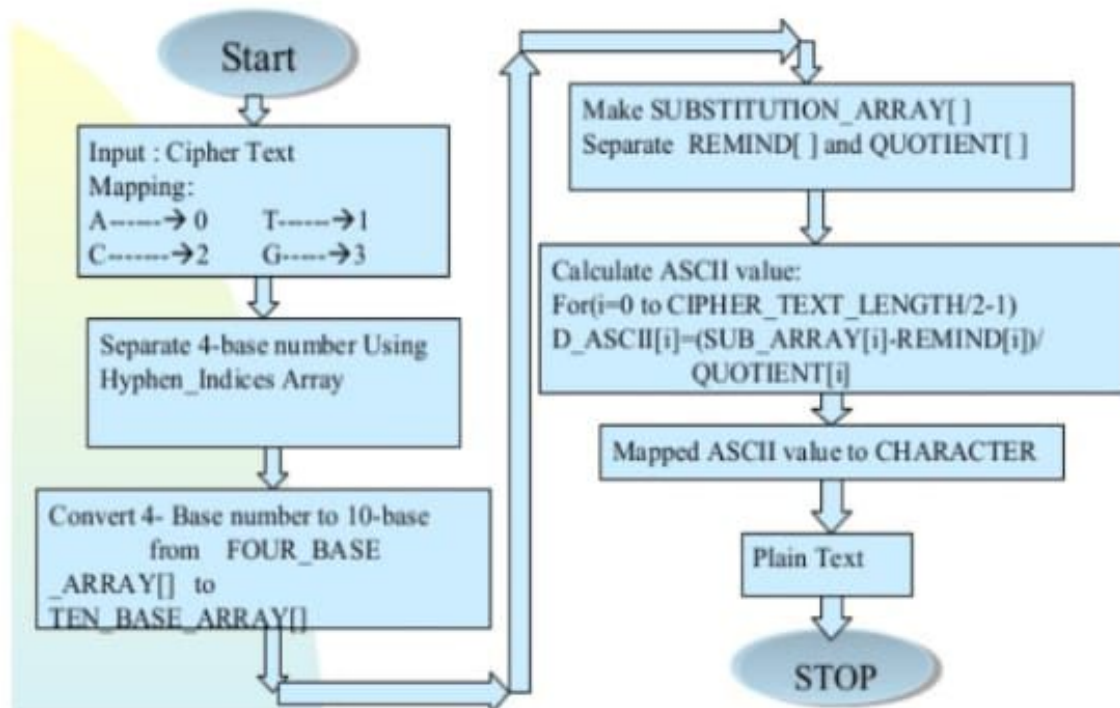 Start
Input : Cipher Text
Mapping:
A------→ 0 T------→1
C-------→2 G-----→3
Separate 4-base number Using
Hyphen_Indices Array
Convert 4- Base number to 10-base
from FOUR_BASE
_ARRAY[] to
TEN_BASE_ARRAY[]
Make SUBSTITUTION_ARRAY[ ]
Separate REMIND[ ] and QUOTIENT[ ]
Calculate ASCII value:
For(i=0 to CIPHER_TEXT_LENGTH/2-1)
D_ASCII[i]=(SUB_ARRAY[i]-REMIND[i])/
QUOTIENT[i]
Mapped ASCII value to CHARACTER
Plain Text
STOP